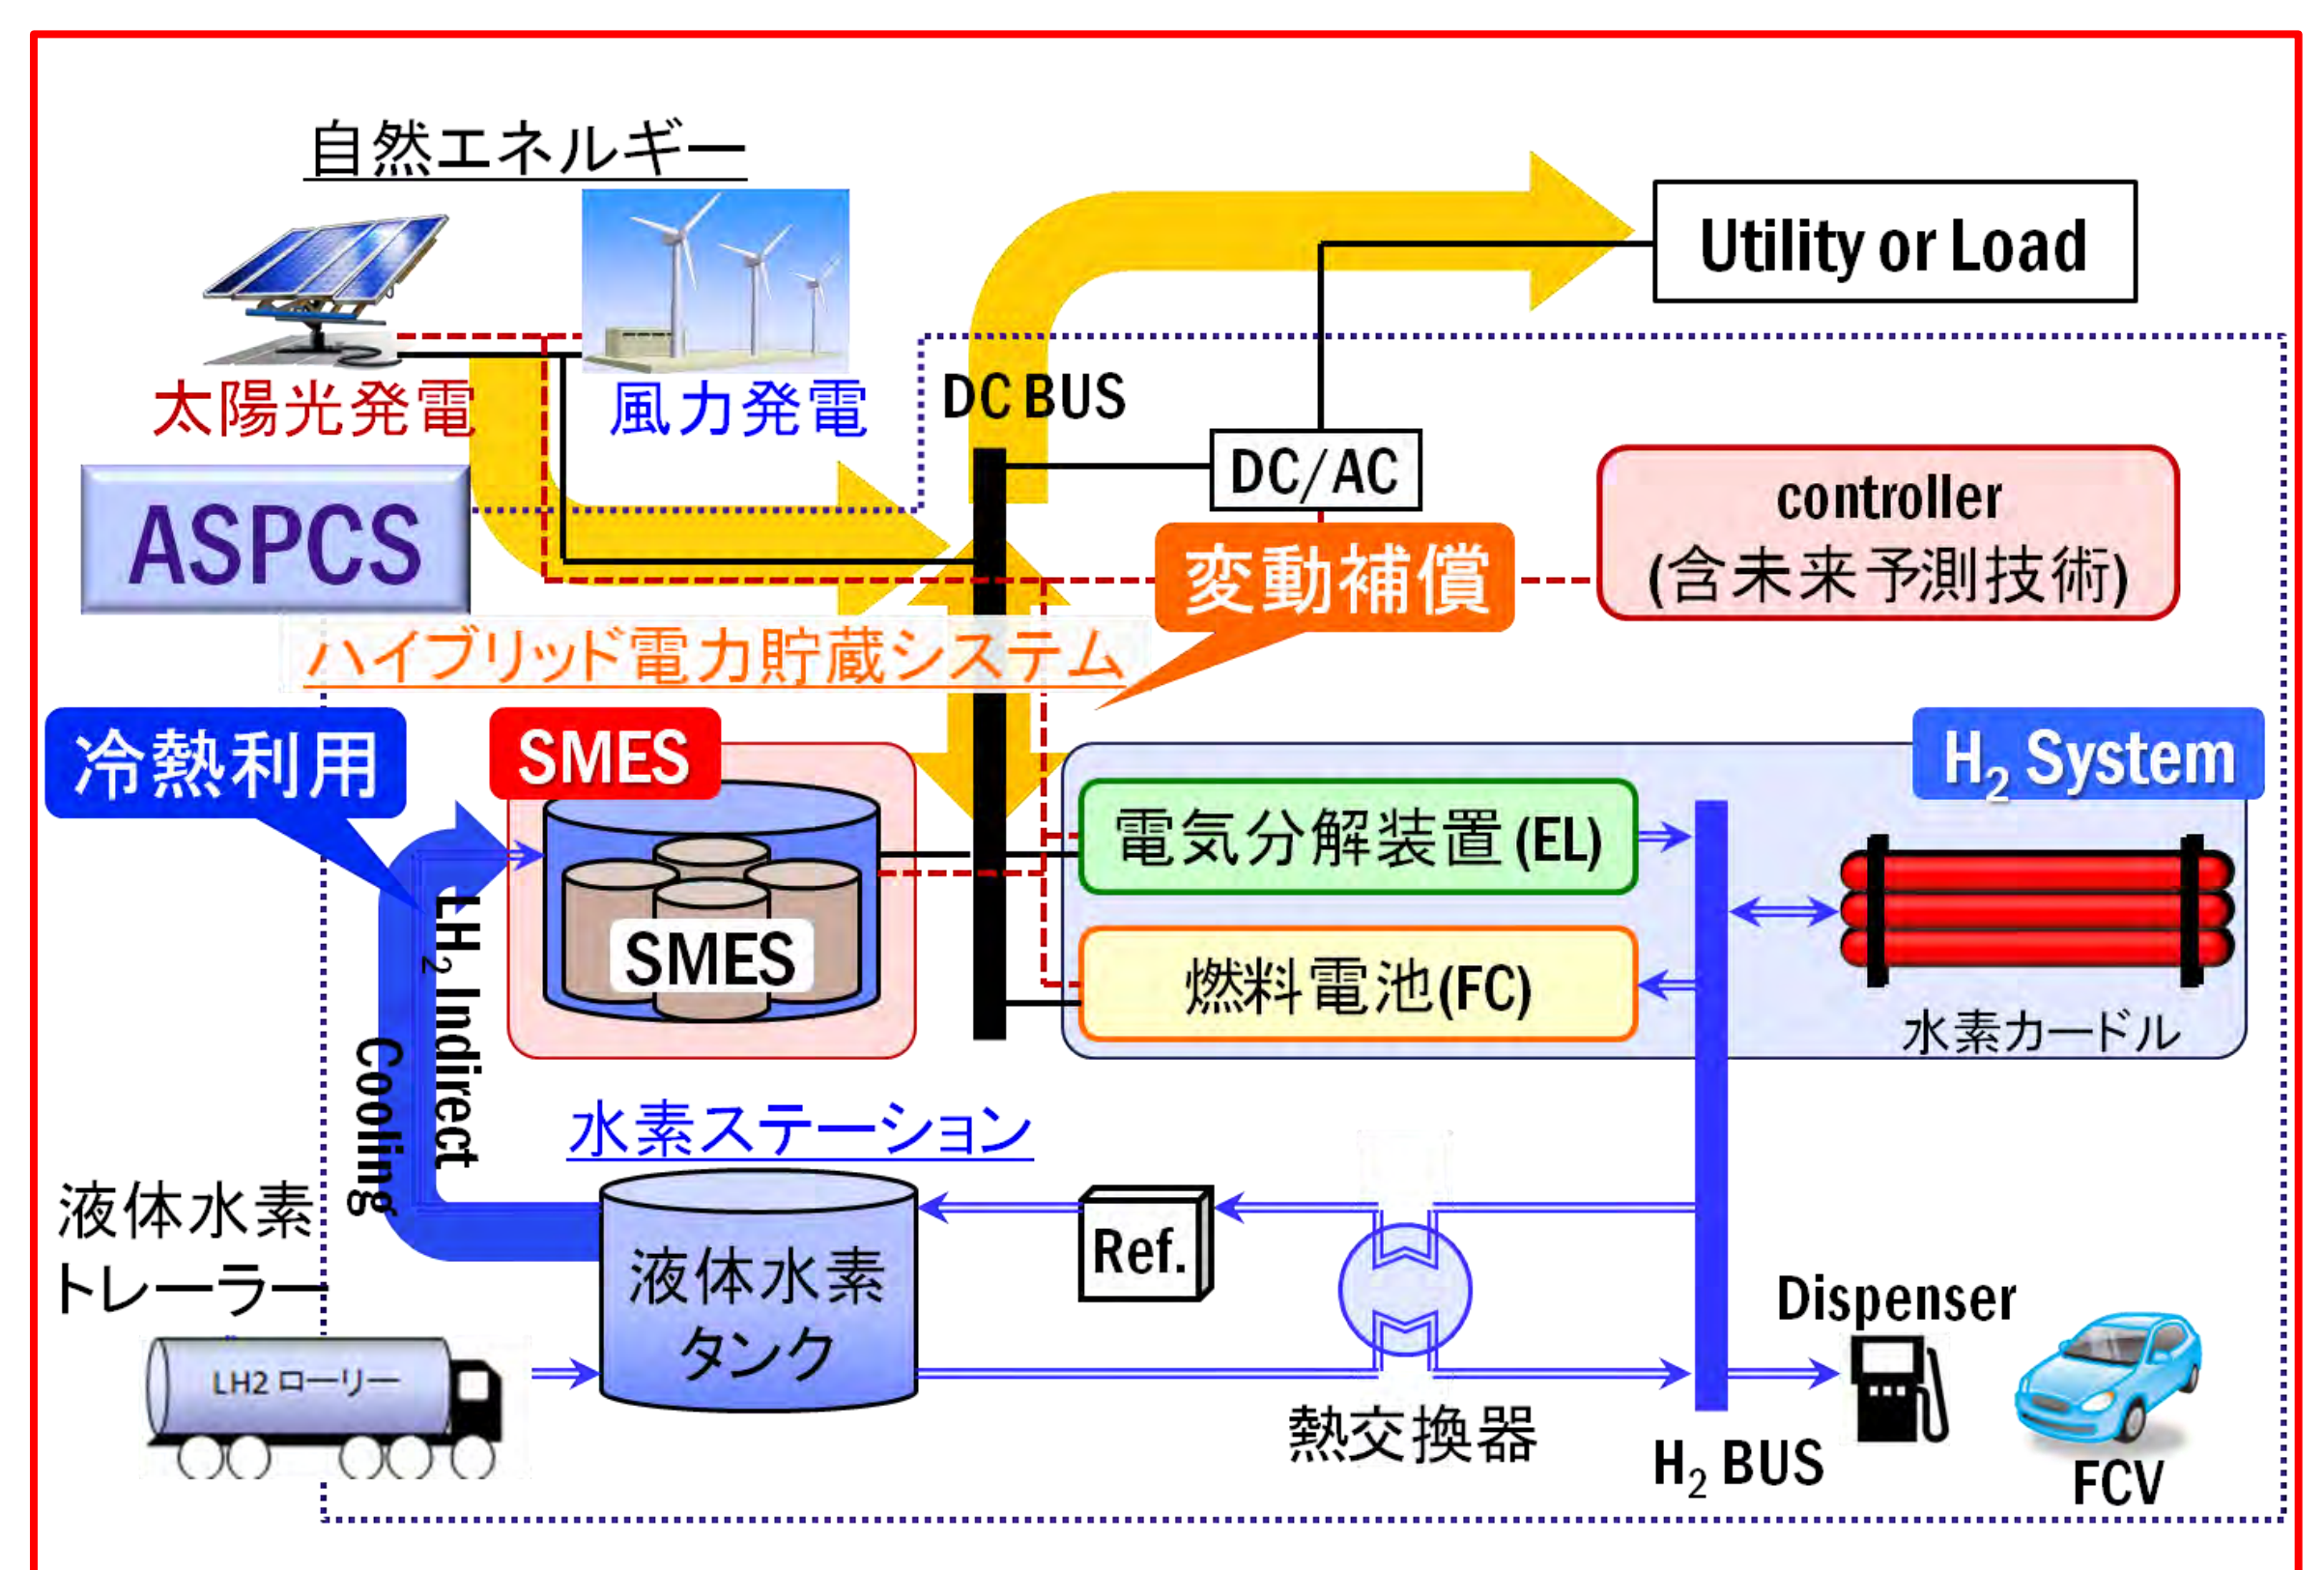 自然エネルギー
Utility or Load
太陽光発電
風力発電
DC BUS
DC/AC
ASPCS
controller
(含未来予測技術)
変動補償
ハイブリッド電力貯蔵システム
冷熱利用
SMES
H₂ System
電気分解装置(EL)
SMES
燃料電池(FC)
水素カードル
LH₂ Indirect
Cooling
水素ステーション
液体水素
トレーラー
液体水素
タンク
Ref.
Dispenser
LH2 ローリー
熱交換器
H₂ BUS
FCV